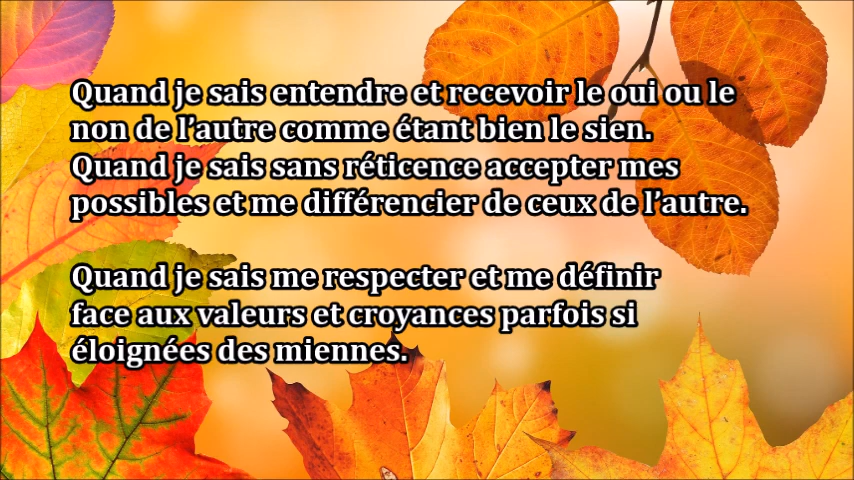 Quand je sais entendre et recevoir le oui ou le
non de l'autre comme étant bien le sien.
Quand je sais sans réticence accepter mes
possibles et me différencier de ceux de l'autre.
Quand je sais me respecter et me définir
face aux valeurs et croyances parfois si
éloignées des miennes.